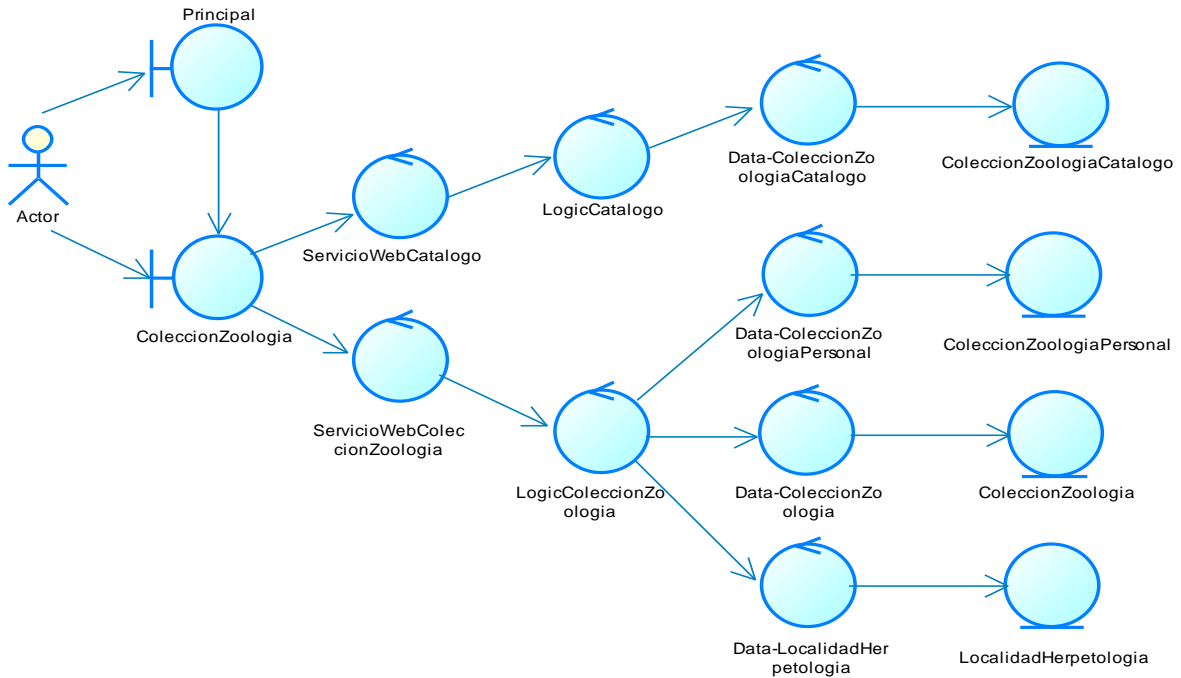 Principal
Actor
ColeccionZoologia
ServicioWebCatalogo
LogicCatalogo
Data-ColeccionZo
ologiaCatalogo
ColeccionZoologiaCatalogo
ServicioWebColec
cionZoologia
LogicColeccionZo
ologia
Data-ColeccionZo
ologiaPersonal
ColeccionZoologiaPersonal
Data-ColeccionZo
ologia
ColeccionZoologia
Data-LocalidadHer
petologia
LocalidadHerpetologia